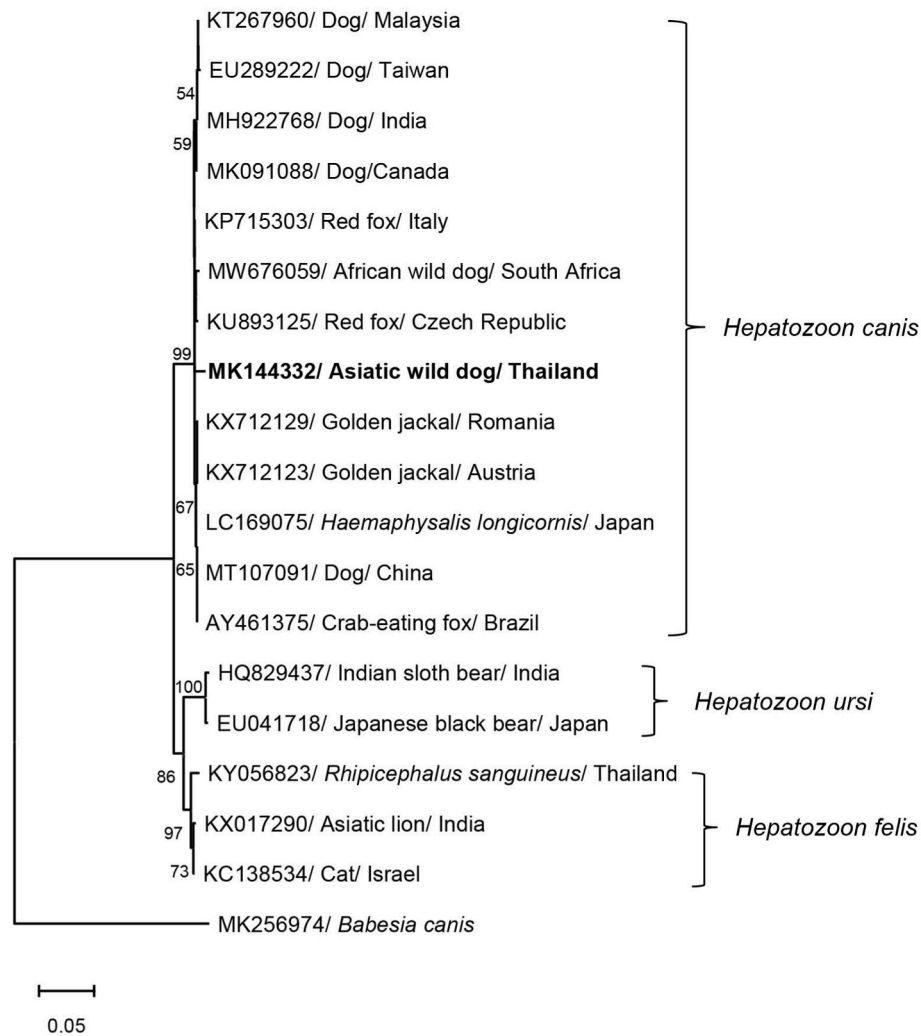 KT267960/ Dog/ Malaysia
EU289222/ Dog/ Taiwan
54
MH922768/ Dog/ India
59
MK091088/ Dog/Canada
KP715303/ Red fox/ Italy
MW676059/ African wild dog/ South Africa
KU893125/ Red fox/ Czech Republic
Hepatozoon canis
99
MK144332/ Asiatic wild dog/ Thailand
KX712129/ Golden jackal/ Romania
KX712123/ Golden jackal/ Austria
67
LC169075/ Haemaphysalis longicornis/ Japan
65
MT107091/ Dog/ China
AY461375/ Crab-eating fox/ Brazil
HQ829437/ Indian sloth bear/ India
100
Hepatozoon ursi
EU041718/ Japanese black bear/ Japan
86
KY056823/ Rhipicephalus sanguineus/ Thailand
KX017290/ Asiatic lion/ India
Hepatozoon felis
97
73
KC138534/ Cat/ Israel
MK256974/ Babesia canis
0.05